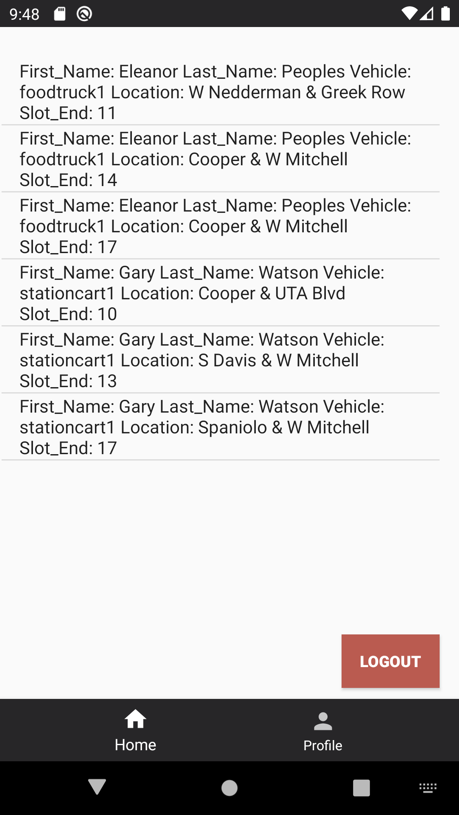 9:48
First_Name: Eleanor Last_Name: Peoples Vehicle:
foodtruck1 Location: W Nedderman & Greek Row
Slot_End: 11
First_Name: Eleanor Last_Name: Peoples Vehicle:
foodtruck1 Location: Cooper & W Mitchell
Slot_End: 14
First_Name: Eleanor Last_Name: Peoples Vehicle:
foodtruck1 Location: Cooper & W Mitchell
Slot_End: 17
First_Name: Gary Last_Name: Watson Vehicle:
stationcart1 Location: Cooper & UTA Blvd
Slot_End: 10
First_Name: Gary Last_Name: Watson Vehicle:
stationcart1 Location: S Davis & W Mitchell
Slot_End: 13
First_Name: Gary Last_Name: Watson Vehicle:
stationcart1 Location: Spaniolo & W Mitchell
Slot_End: 17
LOGOUT
Home
Profile